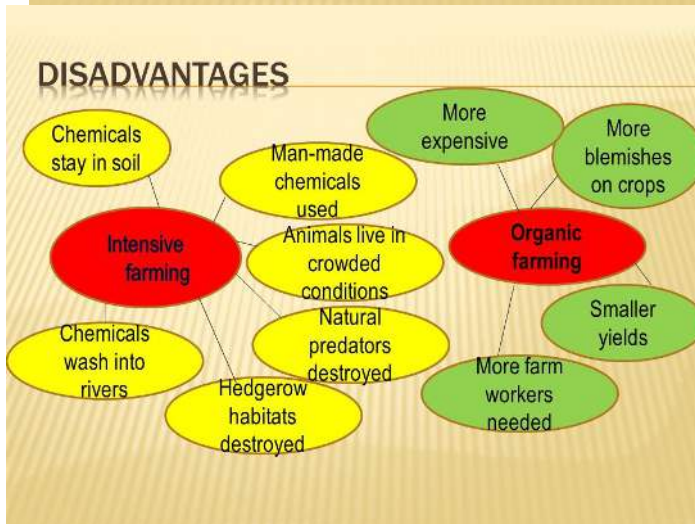 DISADVANTAGES
Chemicals
stay in soil
Man-made
chemicals
used
Intensive
farming
Animals live in
crowded
conditions
Chemicals
wash into
rivers
Natural
predators
destroyed
Hedgerow
habitats
destroyed
More
expensive
More
blemishes
on crops
Organic
farming
Smaller
yields
More farm
workers
needed